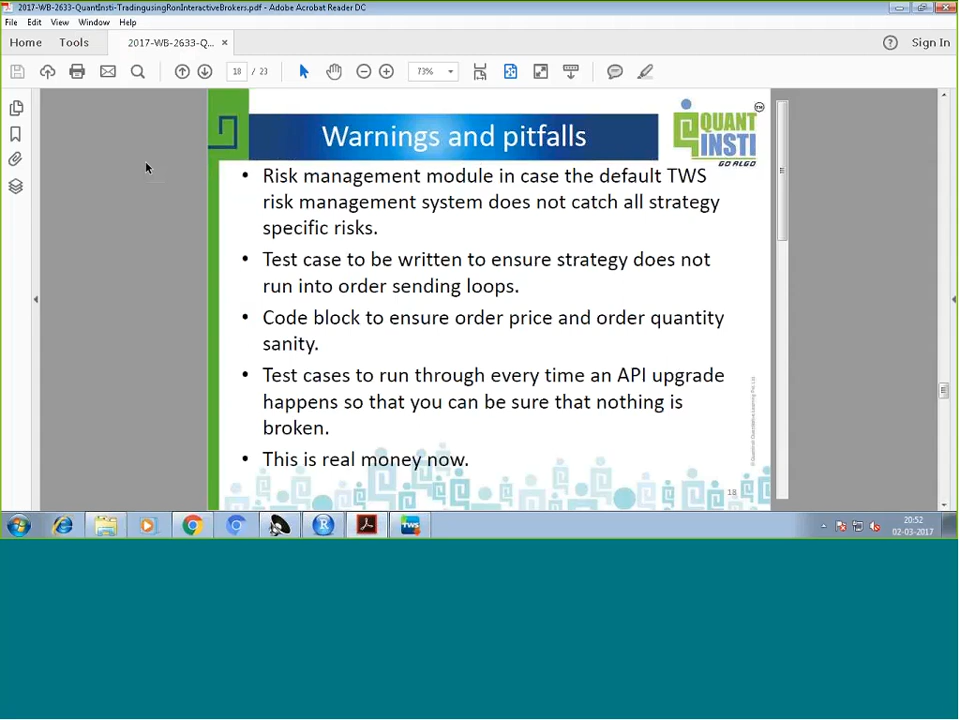 2017-WB-2633-QuantInsti-TradingusingRonInteractiveBrokers.pdf - Adobe Acrobat Reader DC
File Edit View Window Help
Home Tools 2017-WB-2633-Q... × Sign In
18 / 23 73%
Warnings and pitfalls
QUANT
INSTI
GO ALGO
• Risk management module in case the default TWS
risk management system does not catch all strategy
specific risks.
• Test case to be written to ensure strategy does not
run into order sending loops.
• Code block to ensure order price and order quantity
sanity.
• Test cases to run through every time an API upgrade
happens so that you can be sure that nothing is
broken.
• This is real money now.
18
TWS
20:52
02-03-2017